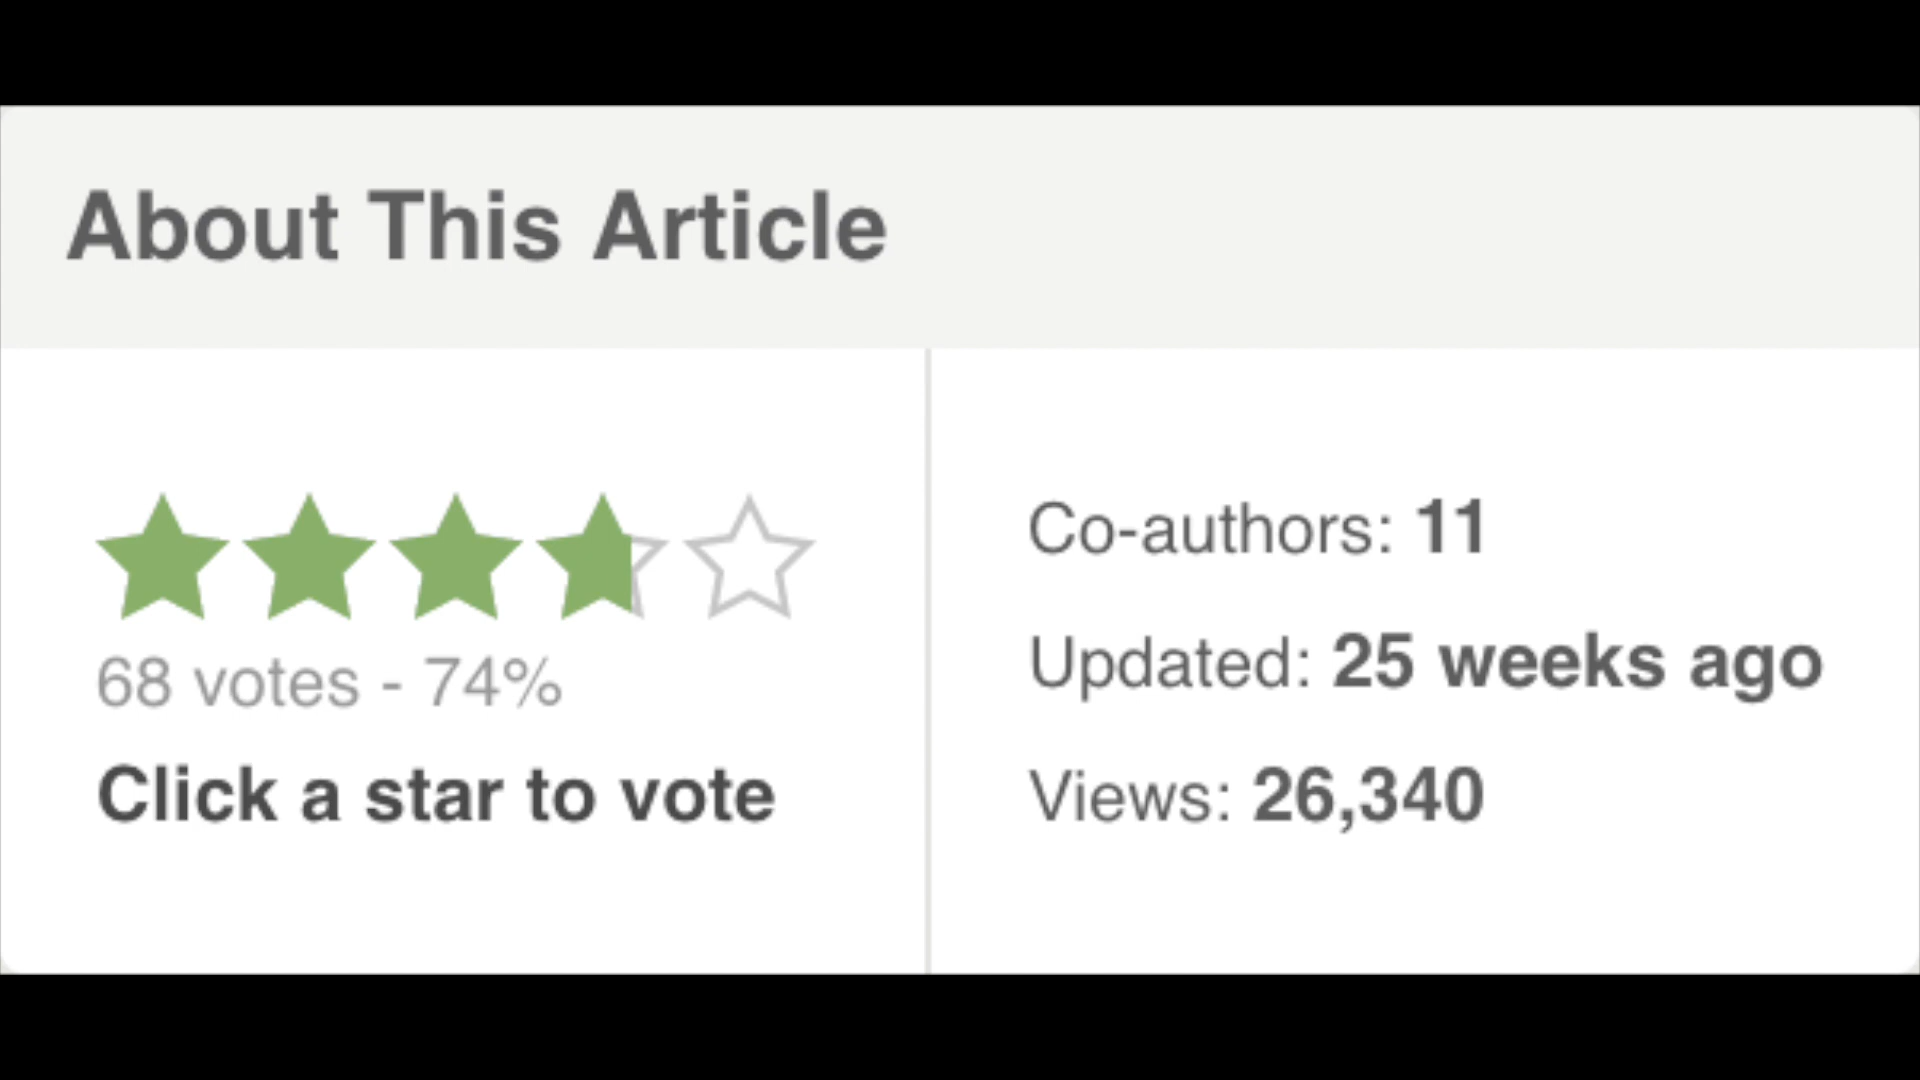 About This Article
68 votes - 74%
Click a star to vote
Co-authors: 11
Updated: 25 weeks ago
Views: 26,340